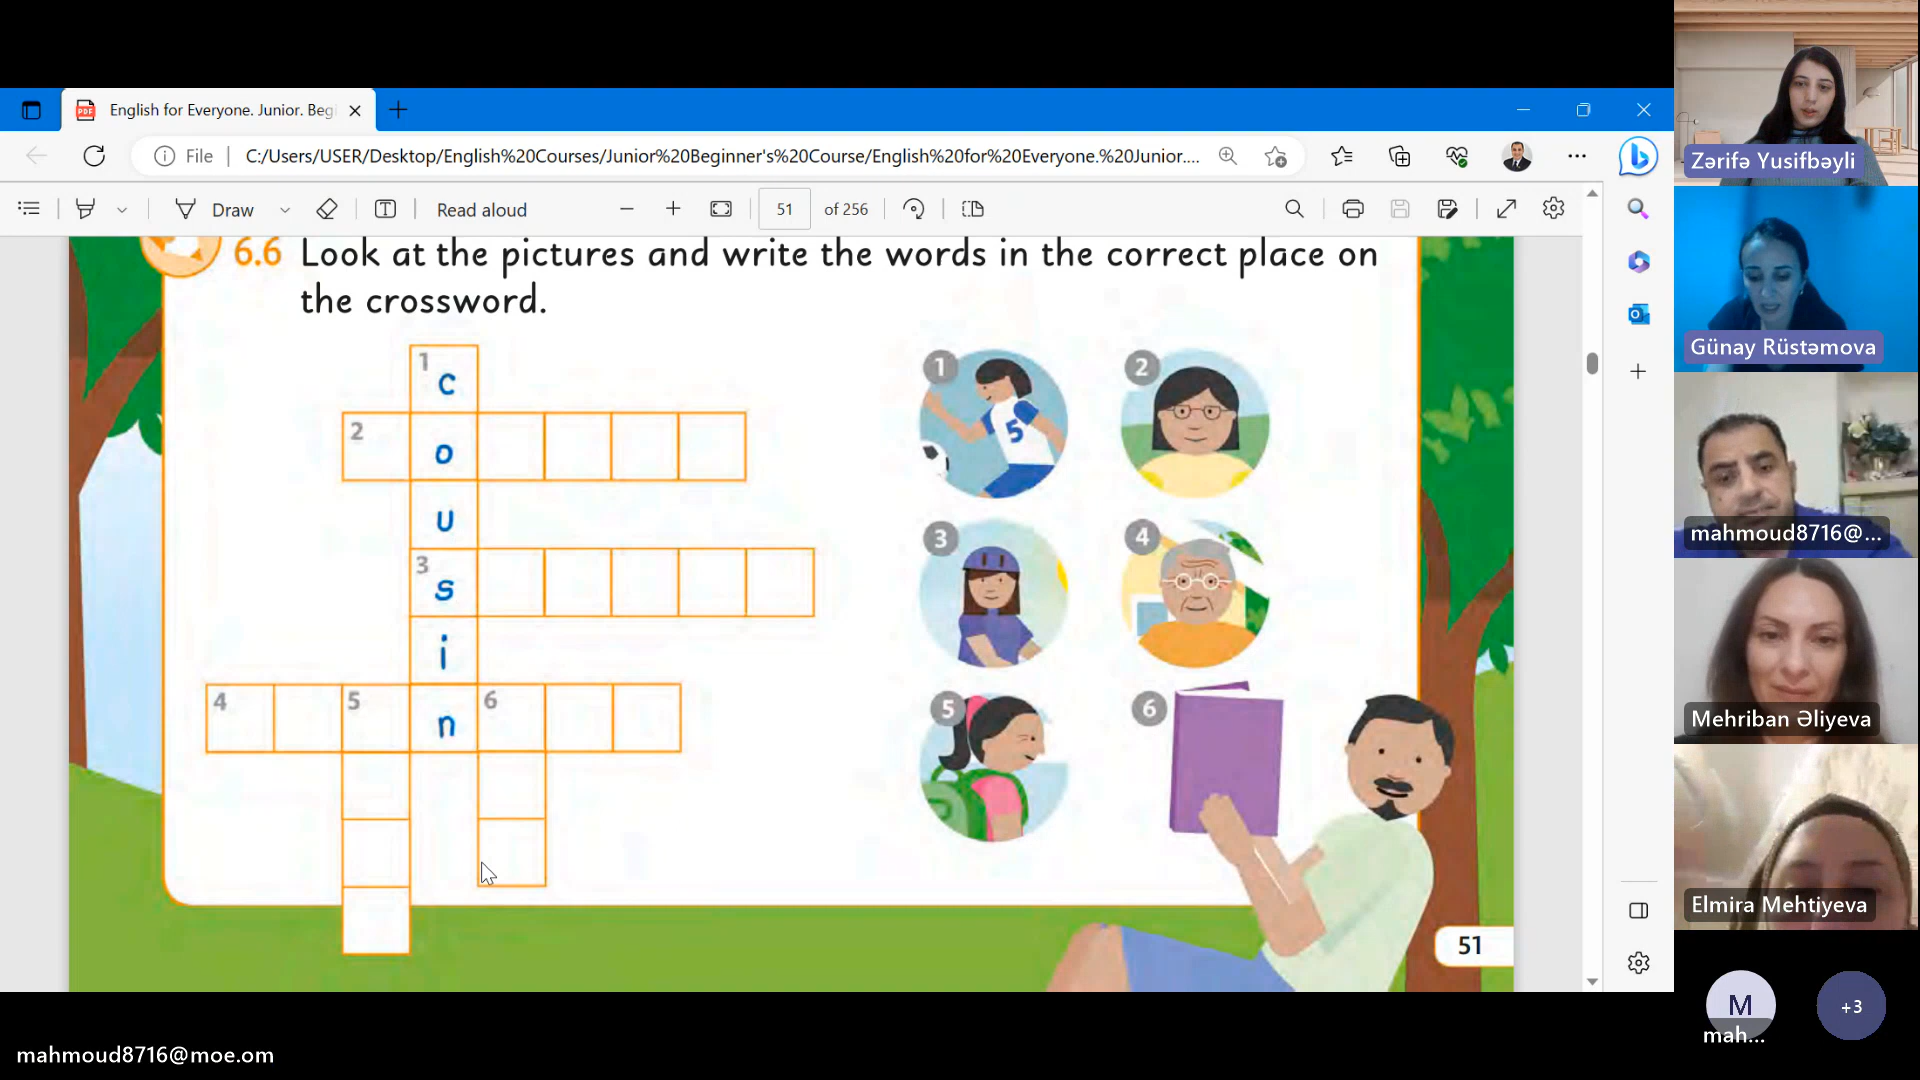 English for Everyone. Junior. Beg
File
C:/Users/USER/Desktop/English%20Courses/Junior%20Beginner's%20Course/English%20for%20Everyone.%20Junior....
Draw
Read aloud
51
of 256
6.6 Look at the pictures and write the words in the correct place on
the crossword.
1
c
2
o
u
3
s
i
4
5
n
6
1
5
2
3
4
5
6
51
Zərifə Yusifbəyli
Günay Rüstəmova
mahmoud8716@...
Mehriban Əliyeva
Elmira Mehtiyeva
M
mah...
+3
mahmoud8716@moe.om